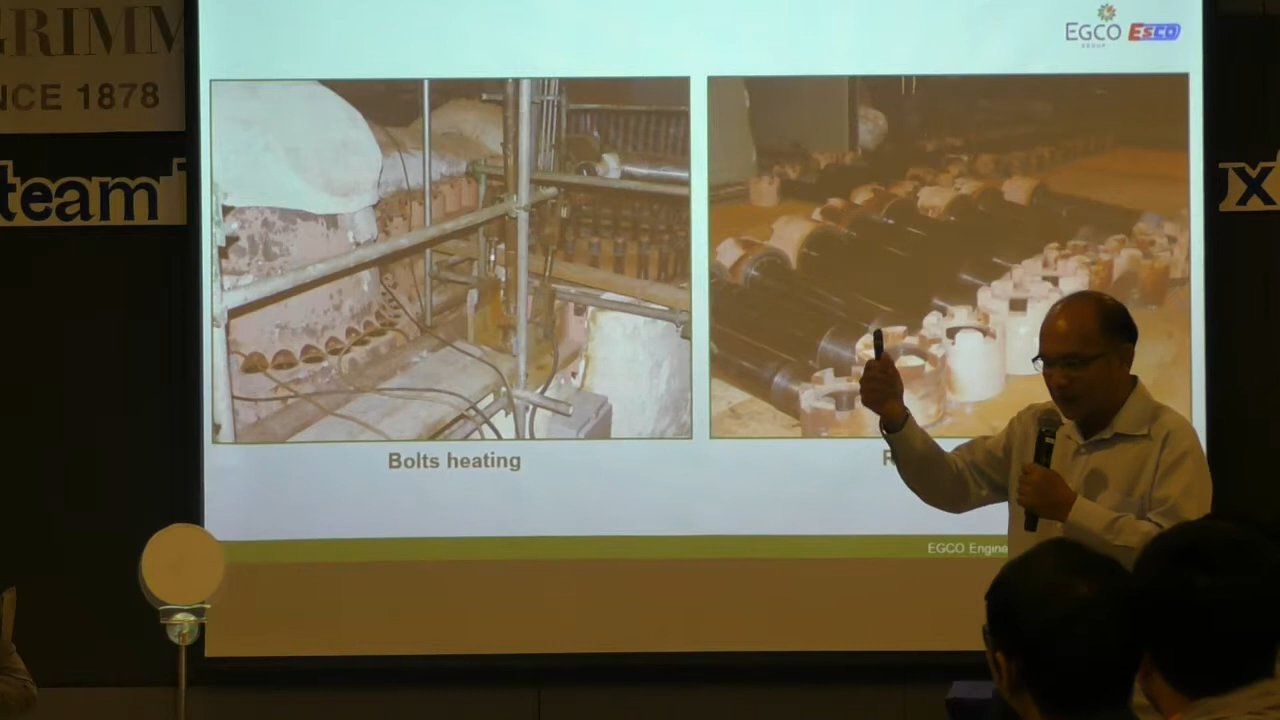 RIMM
NCE 1878
team
x
EGCO
GROUP
ESCO
Bolts heating
R
EGCO Engine